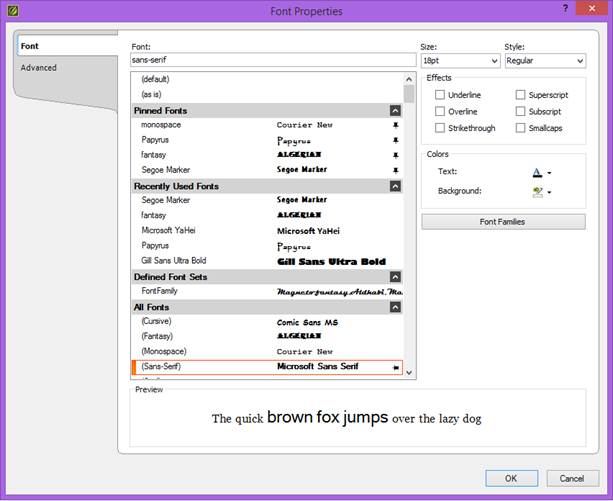 Font Properties
?
Font
Advanced
Font:
sans-serif
Size:
18pt
Style:
Regular
(default)
(as is)
Pinned Fonts
monospace Courier New
Papyrus Papyrus
fantasy ALGERIAN
Segoe Marker Segoe Marker
Recently Used Fonts
Segoe Marker Segoe Marker
fantasy ALGERIAN
Microsoft YaHei Microsoft YaHei
Papyrus Papyrus
Gill Sans Ultra Bold Gill Sans Ultra Bold
Defined Font Sets
FontFamily Magneto,fantasy,Aldhabi,Ma
All Fonts
(Cursive) Comic Sans MS
(Fantasy) ALGERIAN
(Monospace) Courier New
(Sans-Serif) Microsoft Sans Serif
Effects
Underline Superscript
Overline Subscript
Strikethrough Smallcaps
Colors
Text:
Background:
Font Families
Preview
The quick brown fox jumps over the lazy dog
OK Cancel